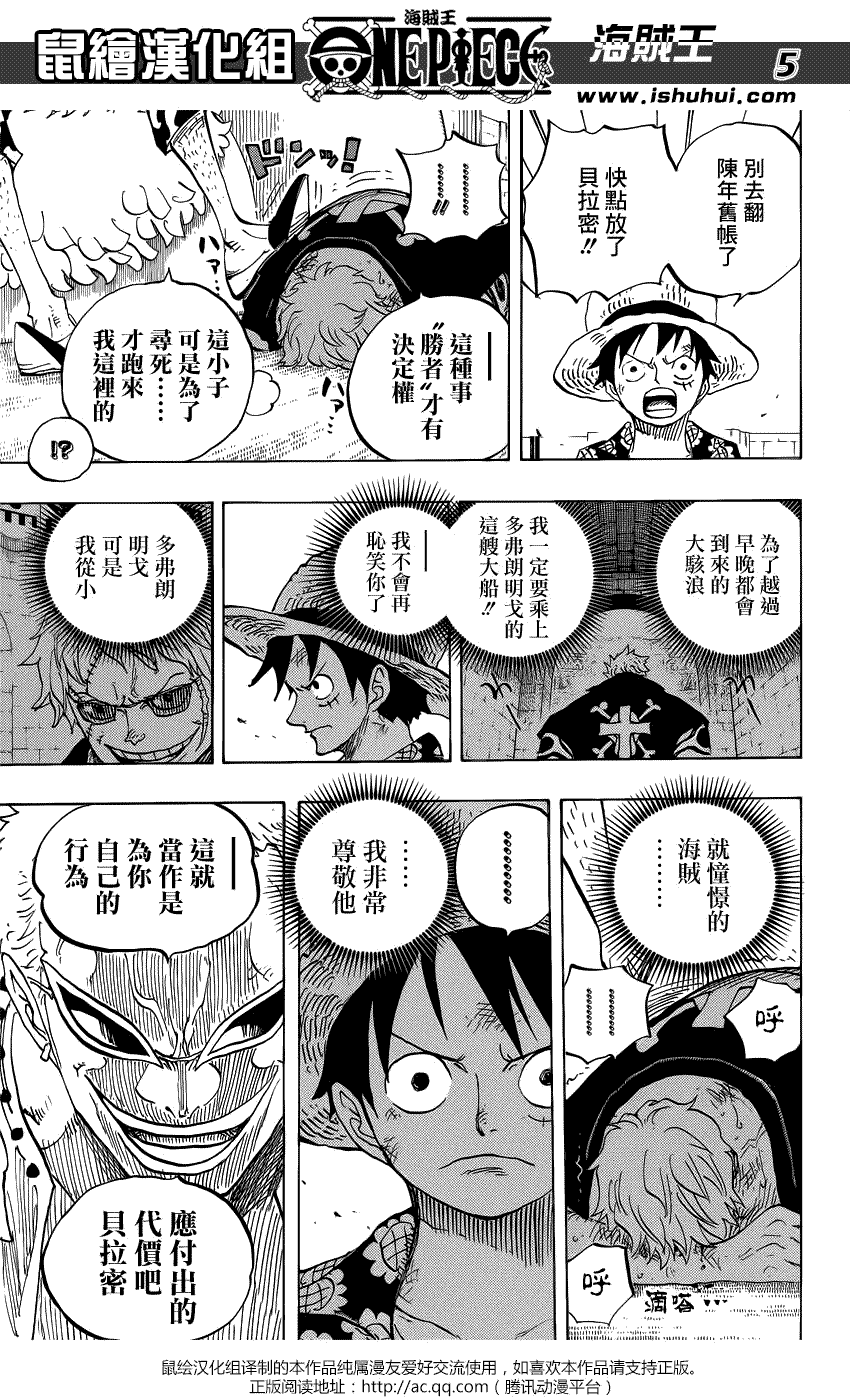 鼠繪漢化組
海賊王
ONE PIECE
海賊王
5
www.ishuhui.com
別去翻
陳年舊帳了
快點放了
貝拉密!!
…………!!
ドンッ!
ハァ…
ハァ…
——這種事
“勝者”才有
決定權
這小子
可是為了
尋死……
才跑來
我這裡的
!?
為了越過
早晚都會
到來的
大駭浪
我一定要乘上
多弗朗明戈的
這艘大船!!
——我不會再
恥笑你了
多弗朗
明戈
可是
我從小
就憧憬的
海賊
………
呼
…………
呼
滴嗒…
…………
……
我非常
尊敬他
——這就
當作是
為你
自己的
行為
應付出的
代價吧
貝拉密
鼠绘汉化组译制的本作品纯属漫友爱好交流使用，如喜欢本作品请支持正版。
正版阅读地址：http://ac.qq.com（腾讯动漫平台）